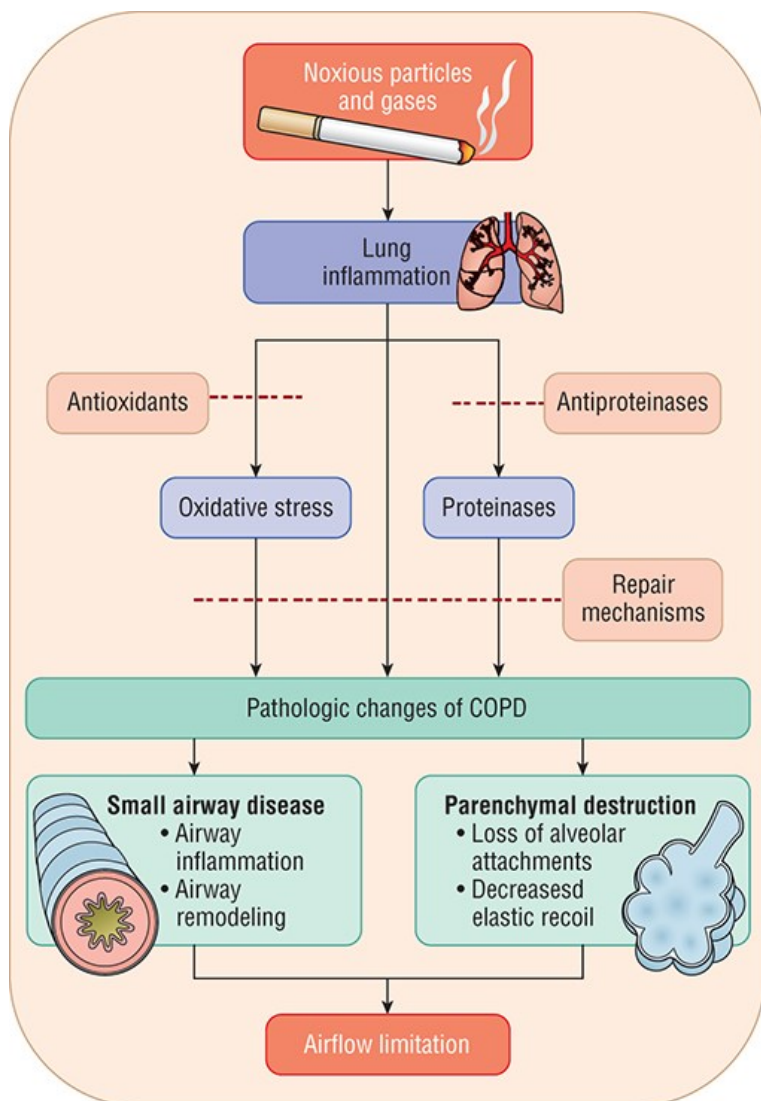 Noxious particles
and gases
Lung
inflammation
Antioxidants
Antiproteinases
Oxidative stress
Proteinases
Repair
mechanisms
Pathologic changes of COPD
Small airway disease
• Airway
inflammation
• Airway
remodeling
Parenchymal destruction
• Loss of alveolar
attachments
• Decreasesd
elastic recoil
Airflow limitation